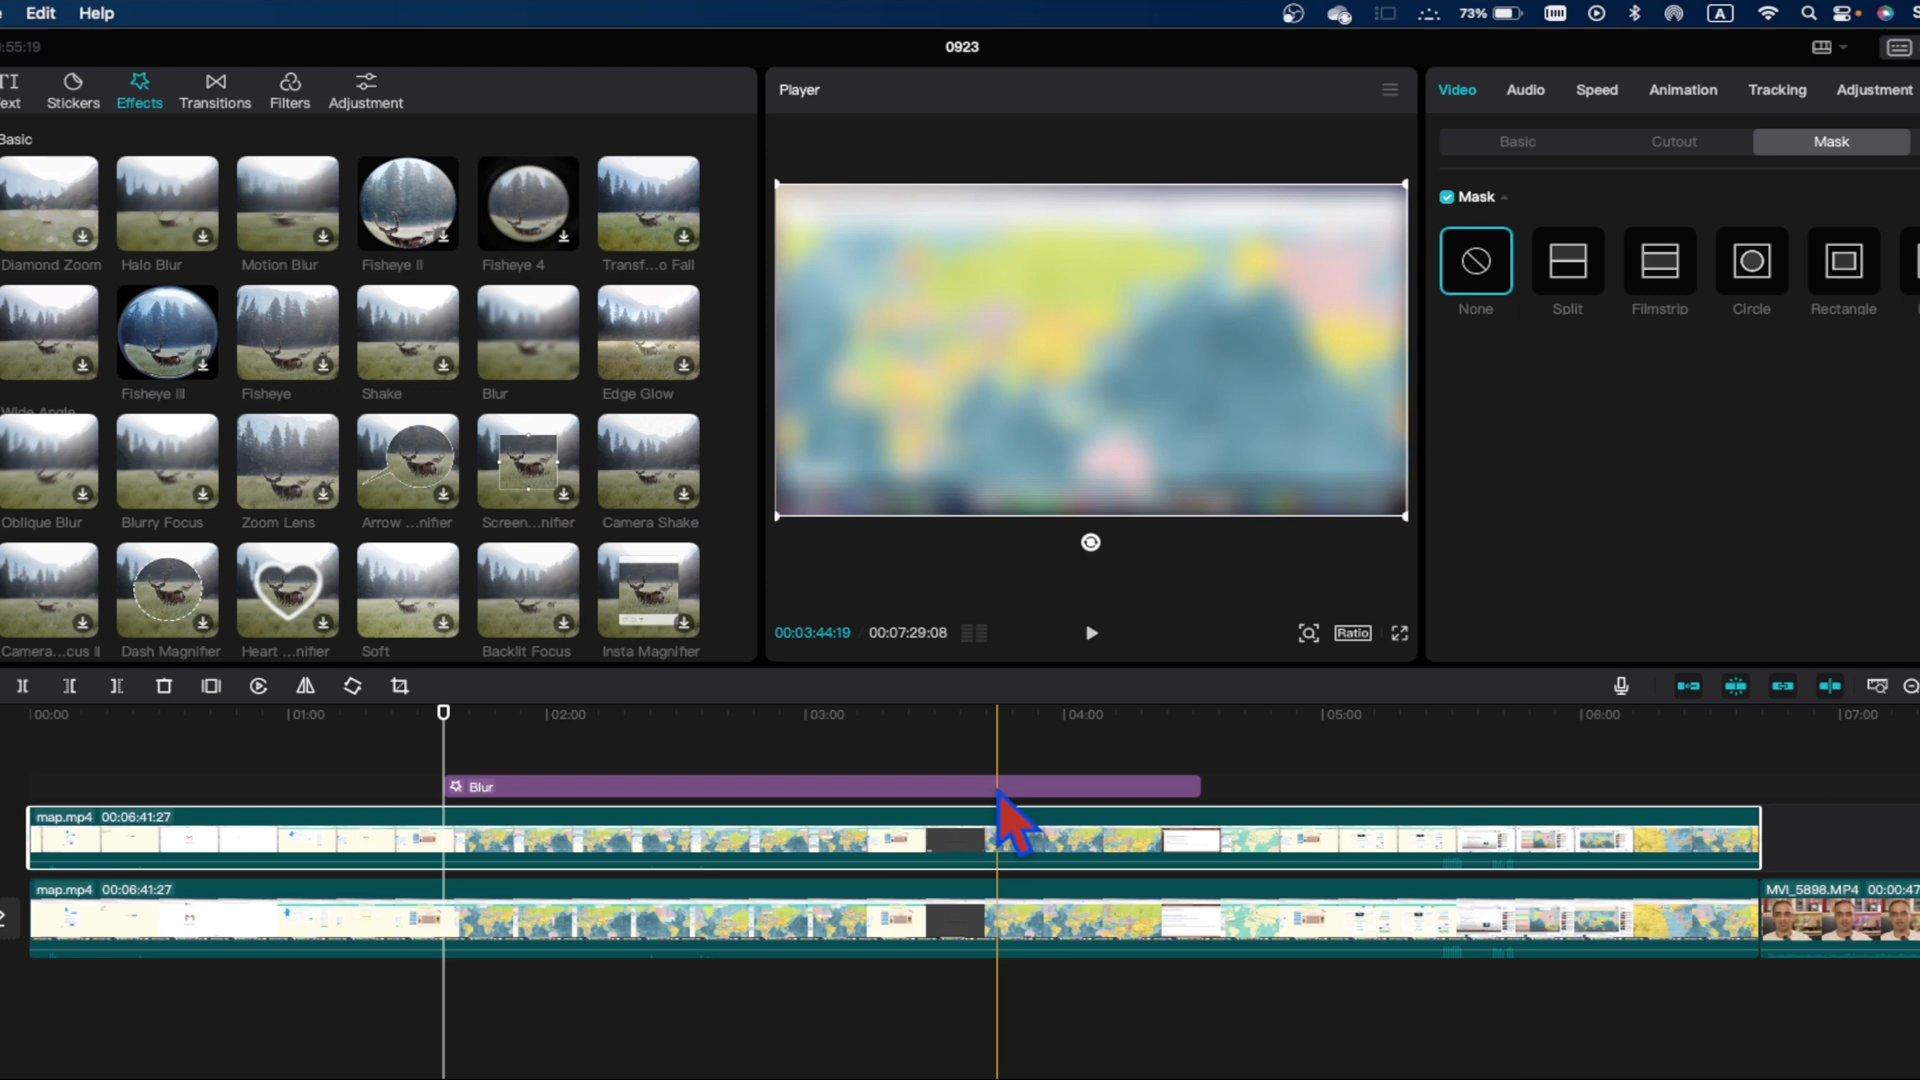 Edit Help
73% A
:55:19
0923
TI
ext Stickers Effects Transitions Filters Adjustment
Player
Video Audio Speed Animation Tracking Adjustment
Basic Cutout Mask
Basic
Mask
Diamond Zoom Halo Blur Motion Blur Fisheye II Fisheye 4 Transf...o Fall
None Split Filmstrip Circle Rectangle
Fisheye III Fisheye Shake Blur Edge Glow
Wide Angle
Oblique Blur Blurry Focus Zoom Lens Arrow ...nifier Screen...nifier Camera Shake
Camera...cus II Dash Magnifier Heart ...nifier Soft Backlit Focus Insta Magnifier
00:03:44:19 00:07:29:08 Ratio
00:00 01:00 02:00 03:00 04:00 05:00 06:00 07:00
Blur
map.mp4 00:06:41:27
map.mp4 00:06:41:27 MVI_5898.MP4 00:00:47